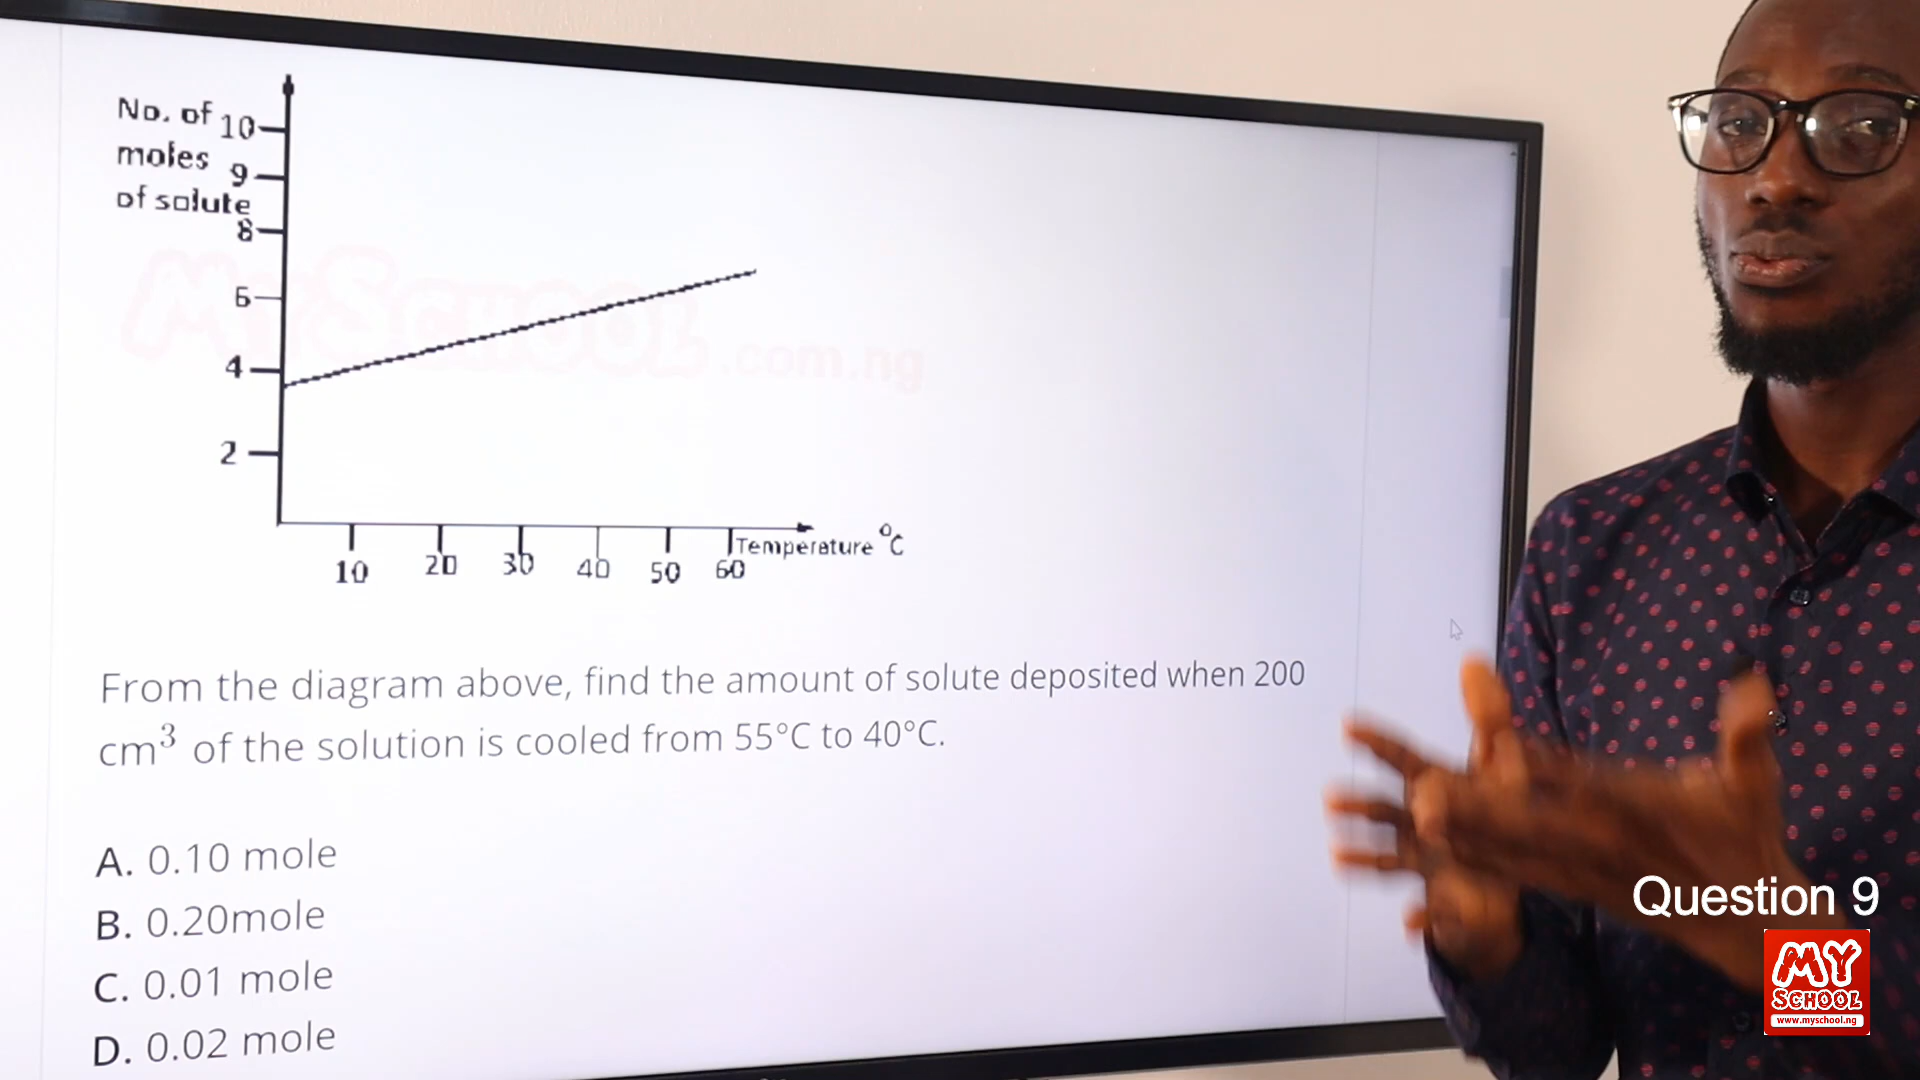 No. of
moles
of solute
10
9
8
6
4
2
10 20 30 40 50 60
Temperature °C
MYSCHOOL.com.ng
From the diagram above, find the amount of solute deposited when 200
cm³ of the solution is cooled from 55°C to 40°C.
A. 0.10 mole
B. 0.20mole
C. 0.01 mole
D. 0.02 mole
Question 9
MY
SCHOOL
www.myschool.ng